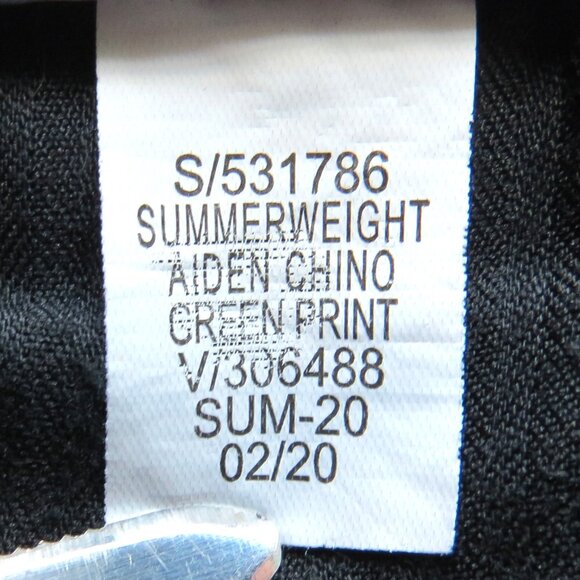 S/531786
SUMMERWEIGHT
AIDEN CHINO
GREEN PRINT
V/306488
SUM-20
02/20